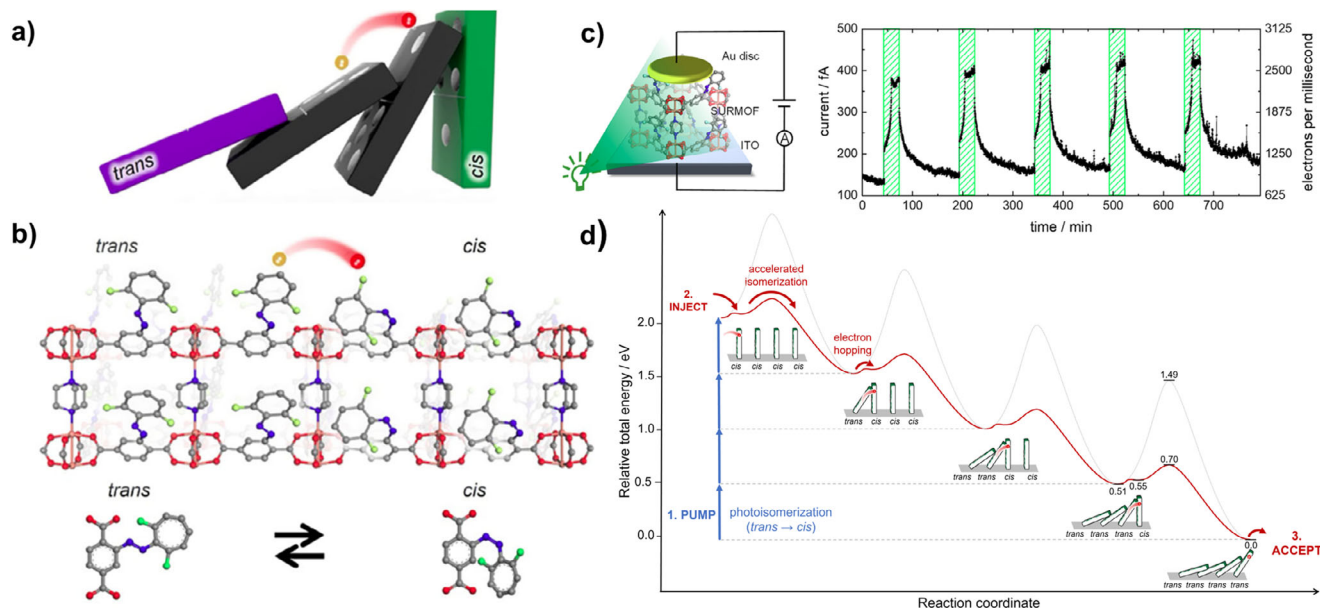 a)
trans
cis
b)
trans
cis
trans
cis
c)
Au disc
SURMOF
ITO
A
current / fA
500
450
400
350
300
250
200
150
100
3125
2500
1875
1250
625
electrons per millisecond
0 100 200 300 400 500 600 700
time / min
d)
Relative total energy / eV
2.0
1.5
1.0
0.5
0.0
2.
INJECT
accelerated
isomerization
cis cis cis cis
electron
hopping
trans cis cis cis
trans trans cis cis
1.49
0.70
0.51
0.55
1. PUMP
photoisomerization
(trans → cis)
trans trans trans cis
0.0
3.
ACCEPT
trans trans trans trans
Reaction coordinate